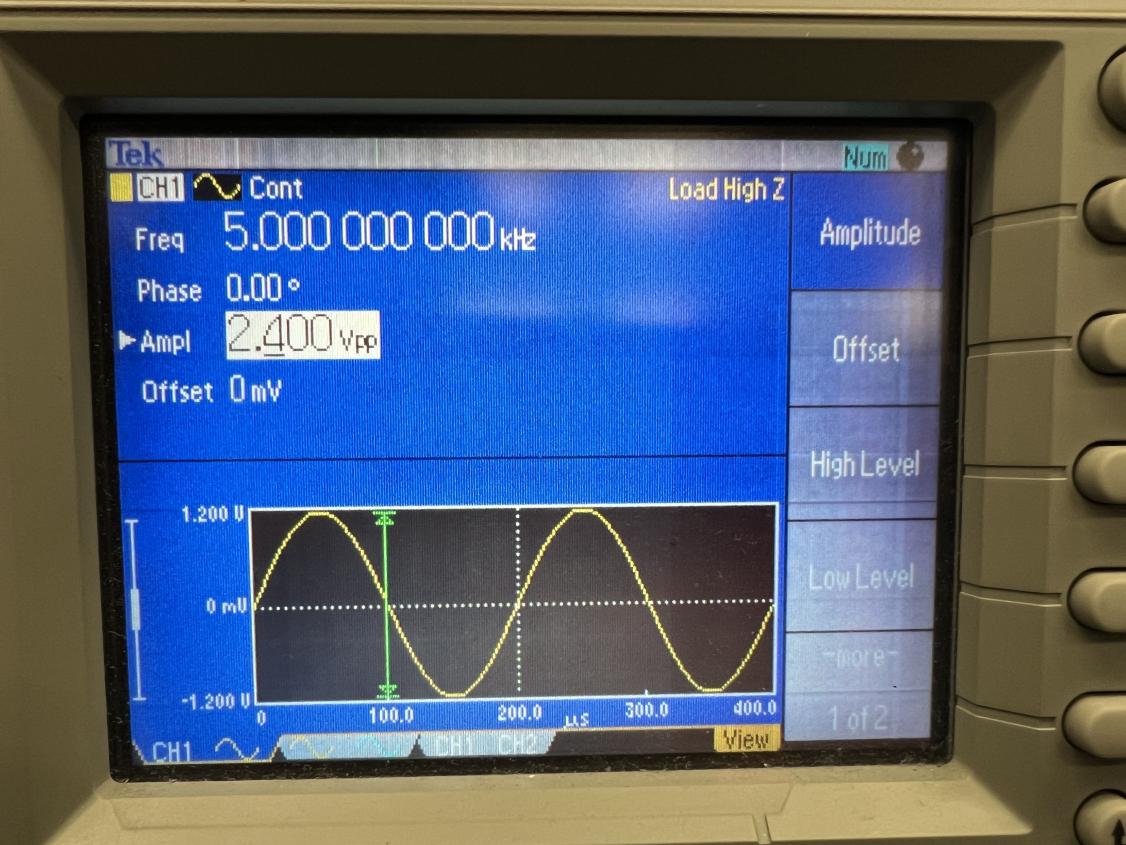 Tek Num
CH1 Cont Load High Z
Freq 5.000 000 000 kHz
Phase 0.00 °
Ampl 2.400 Vpp
Offset 0 mV
Amplitude
Offset
High Level
Low Level
-more-
1 of 2
1.200 V
0 mV
-1.200 V
0 100.0 200.0 µs 300.0 400.0
CH1 CH1 CH2 View